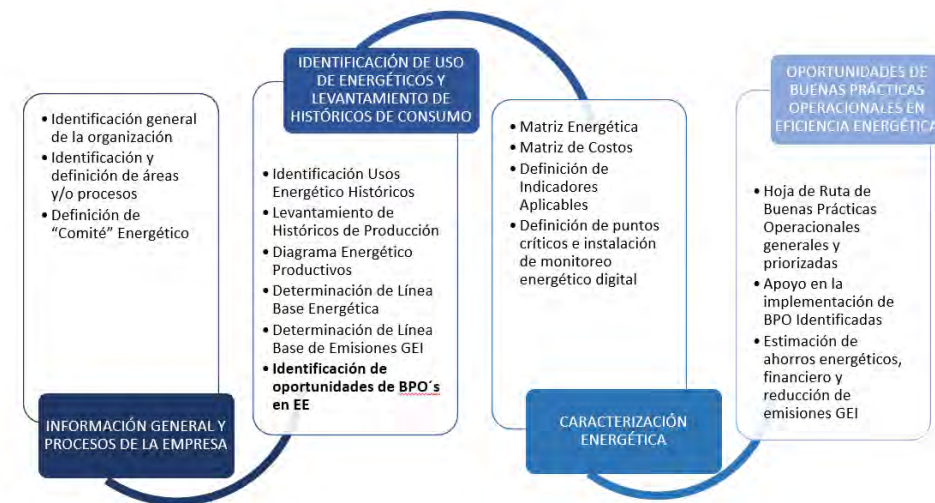 • Identificación general
de la organización
• Identificación y
definición de áreas
y/o procesos
• Definición de
“Comité” Energético
INFORMACIÓN GENERAL Y
PROCESOS DE LA EMPRESA
IDENTIFICACIÓN DE USO
DE ENERGÉTICOS Y
LEVANTAMIENTO DE
HISTÓRICOS DE CONSUMO
• Identificación Usos
Energético Históricos
• Levantamiento de
Históricos de Producción
• Diagrama Energético
Productivos
• Determinación de Línea
Base Energética
• Determinación de Línea
Base de Emisiones GEI
• Identificación de
oportunidades de BPO´s
en EE
• Matriz Energética
• Matriz de Costos
• Definición de
Indicadores
Aplicables
• Definición de puntos
críticos e instalación
de monitoreo
energético digital
CARACTERIZACIÓN
ENERGÉTICA
OPORTUNIDADES DE
BUENAS PRÁCTICAS
OPERACIONALES EN
EFICIENCIA ENERGÉTICA
• Hoja de Ruta de
Buenas Prácticas
Operacionales
generales y
priorizadas
• Apoyo en la
implementación de
BPO Identificadas
• Estimación de
ahorros energéticos,
financiero y
reducción de
emisiones GEI